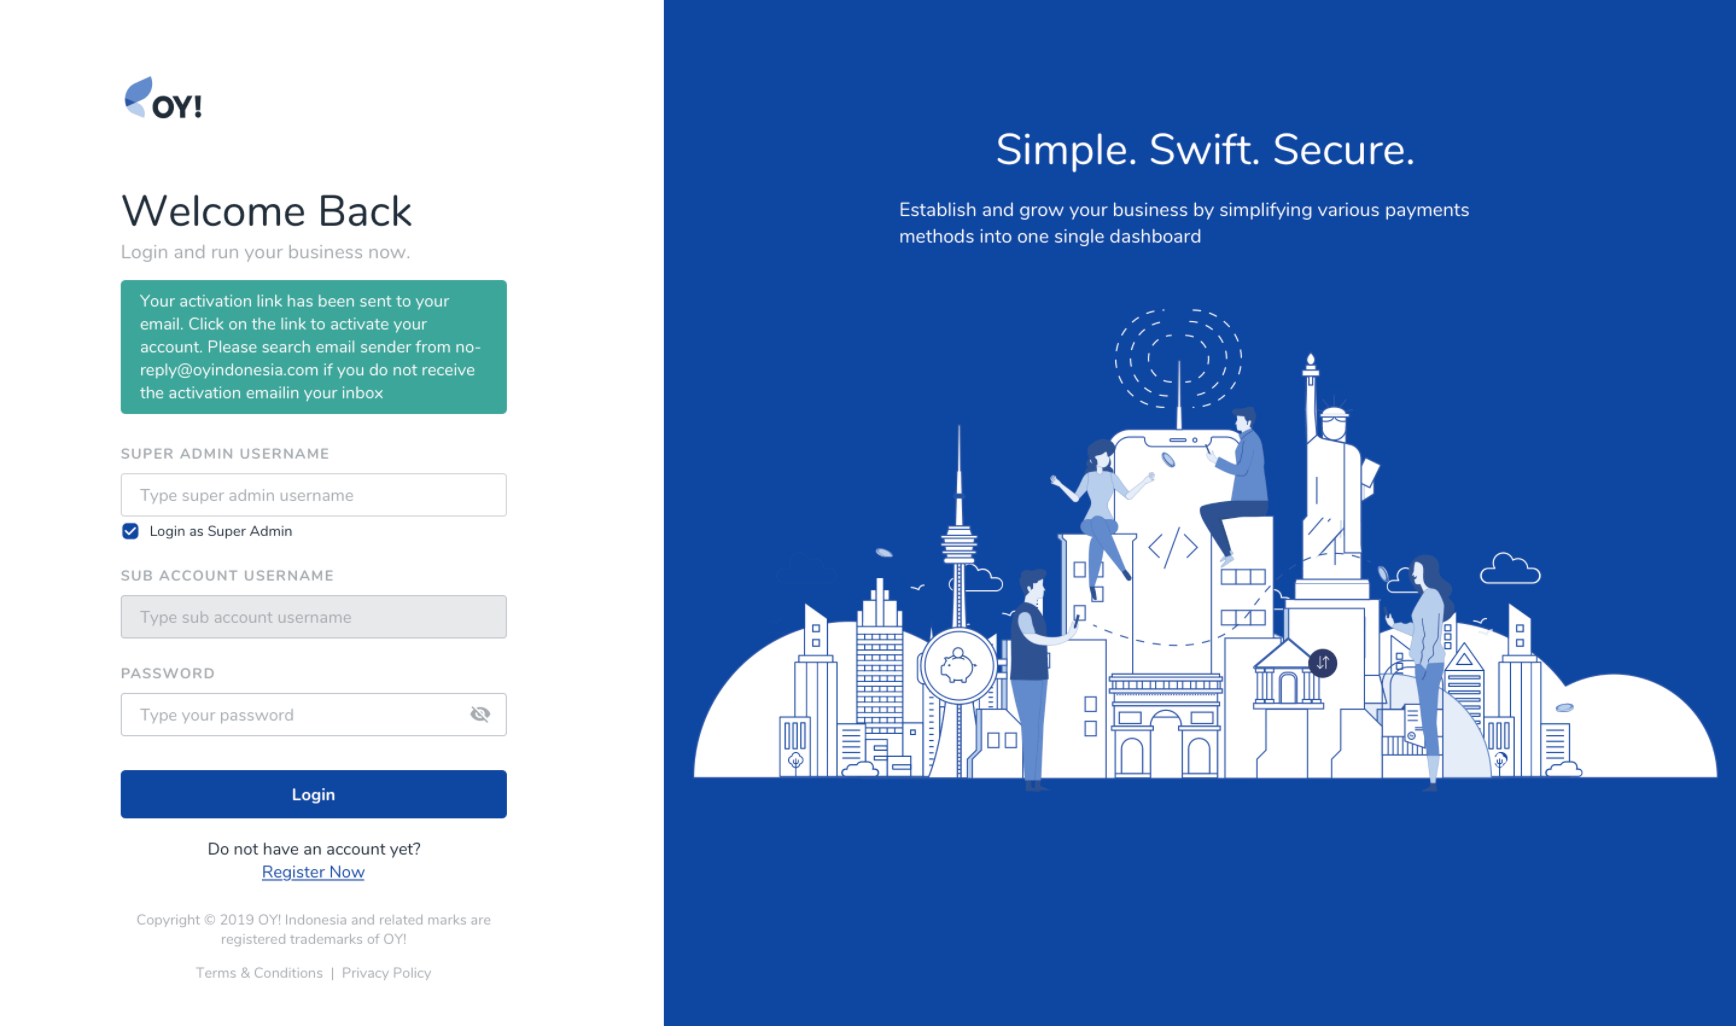 OY!
Welcome Back
Login and run your business now.
Your activation link has been sent to your
email. Click on the link to activate your
account. Please search email sender from no-
reply@oyindonesia.com if you do not receive
the activation emailin your inbox
SUPER ADMIN USERNAME
Type super admin username
Login as Super Admin
SUB ACCOUNT USERNAME
Type sub account username
PASSWORD
Type your password
Login
Do not have an account yet?
Register Now
Copyright © 2019 OY! Indonesia and related marks are
registered trademarks of OY!
Terms & Conditions | Privacy Policy
Simple. Swift. Secure.
Establish and grow your business by simplifying various payments
methods into one single dashboard